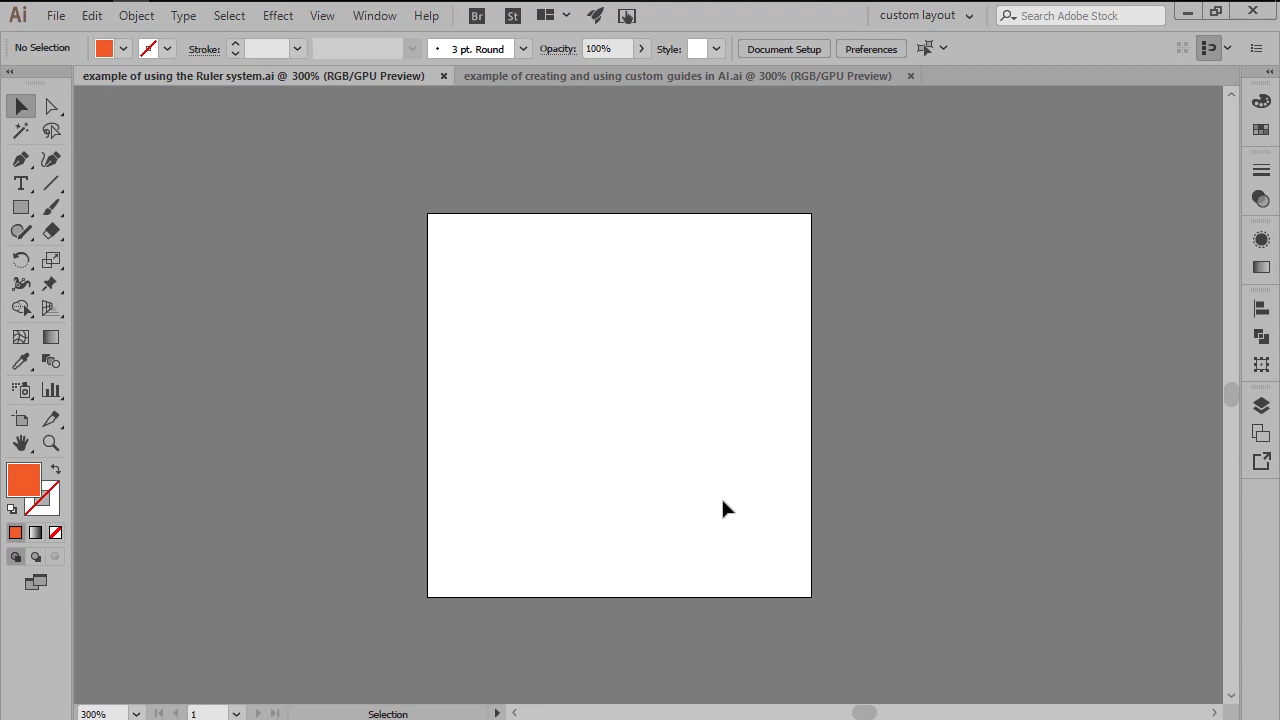 Ai File Edit Object Type Select Effect View Window Help Br St custom layout Search Adobe Stock
No Selection Stroke: 3 pt. Round Opacity: 100% Style: Document Setup Preferences
example of using the Ruler system.ai @ 300% (RGB/GPU Preview) example of creating and using custom guides in AI.ai @ 300% (RGB/GPU Preview)
300% 1 Selection